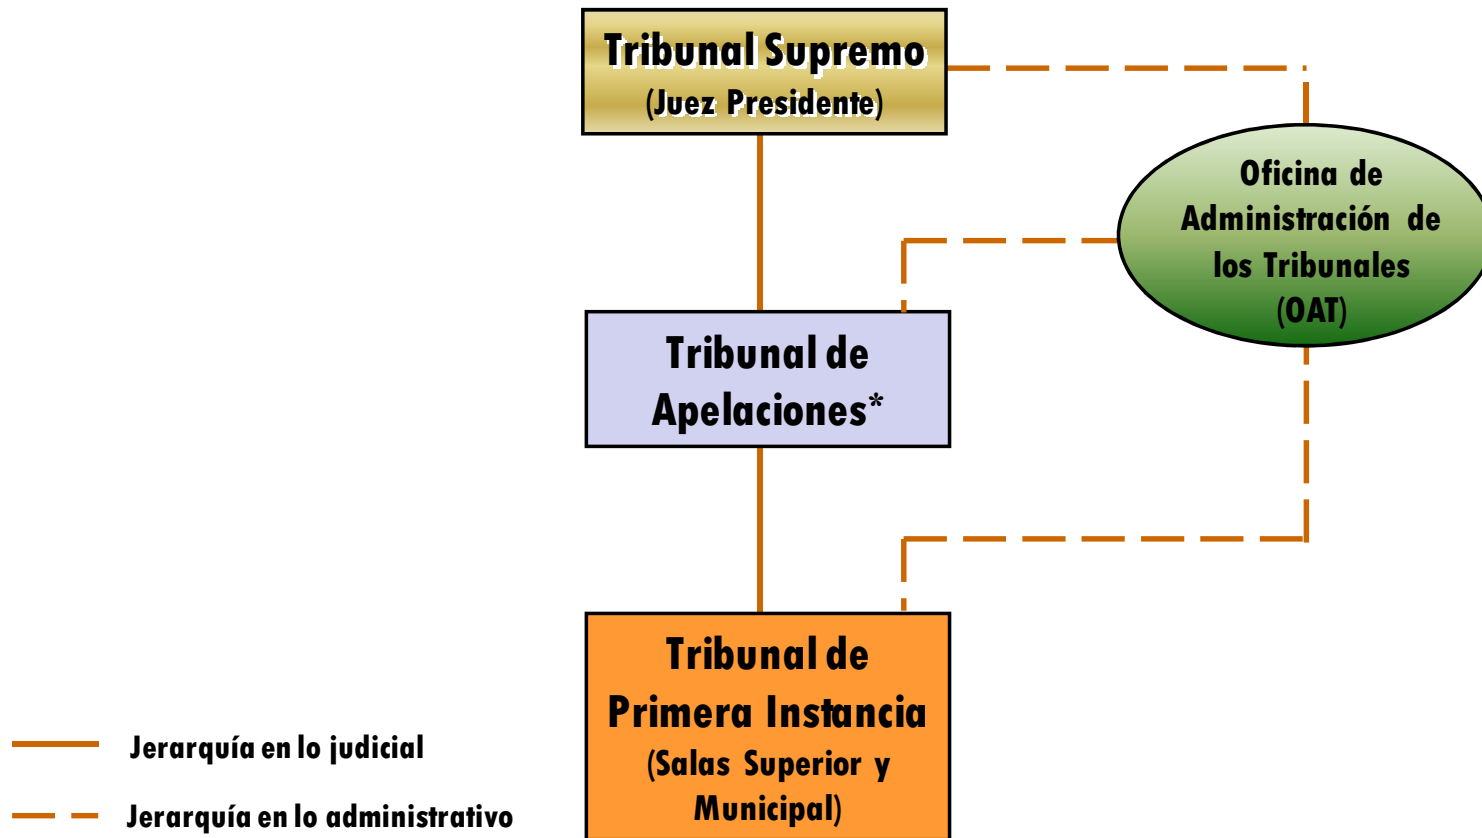 Tribunal Supremo
(Juez Presidente)
Oficina de
Administración de
los Tribunales
(OAT)
Tribunal de
Apelaciones*
Tribunal de
Primera Instancia
(Salas Superior y
Municipal)
Jerarquía en lo judicial
Jerarquía en lo administrativo